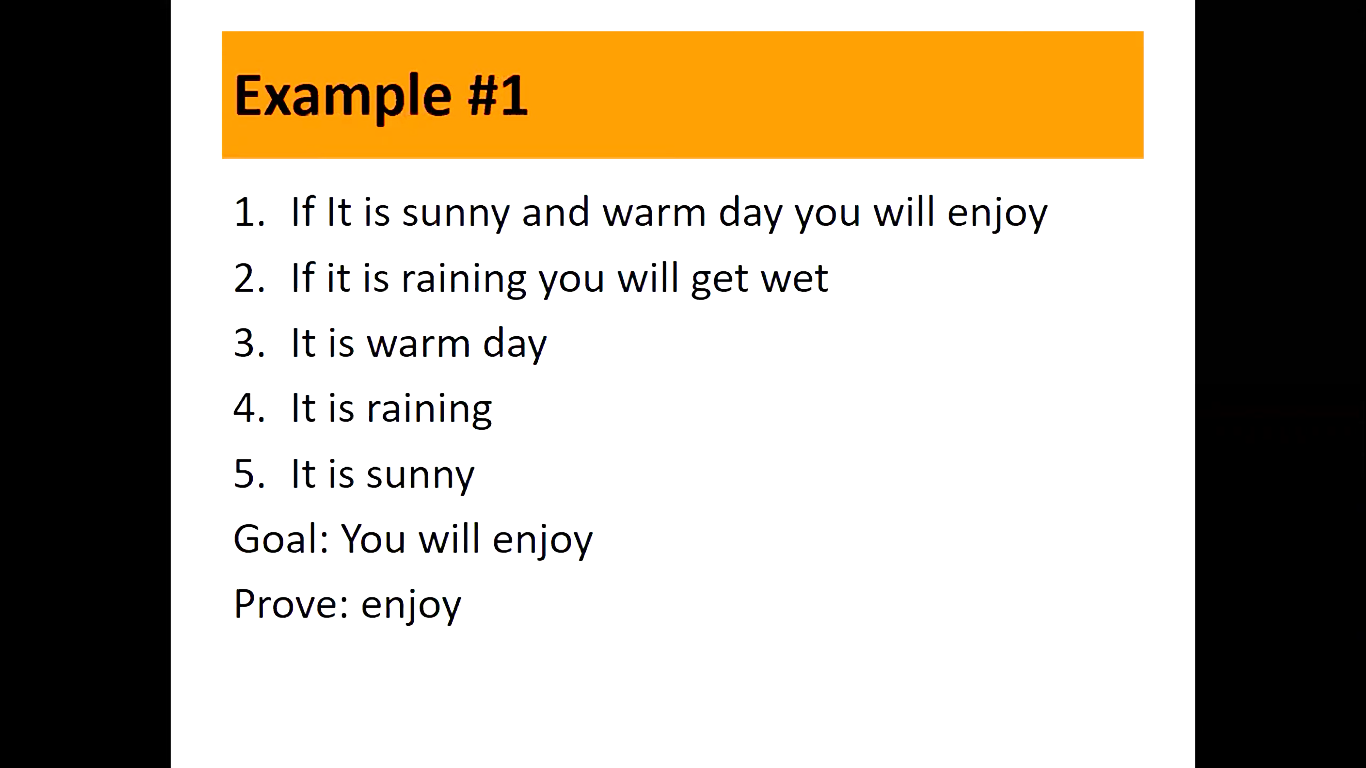 Example #1
1. If It is sunny and warm day you will enjoy
2. If it is raining you will get wet
3. It is warm day
4. It is raining
5. It is sunny
Goal: You will enjoy
Prove: enjoy